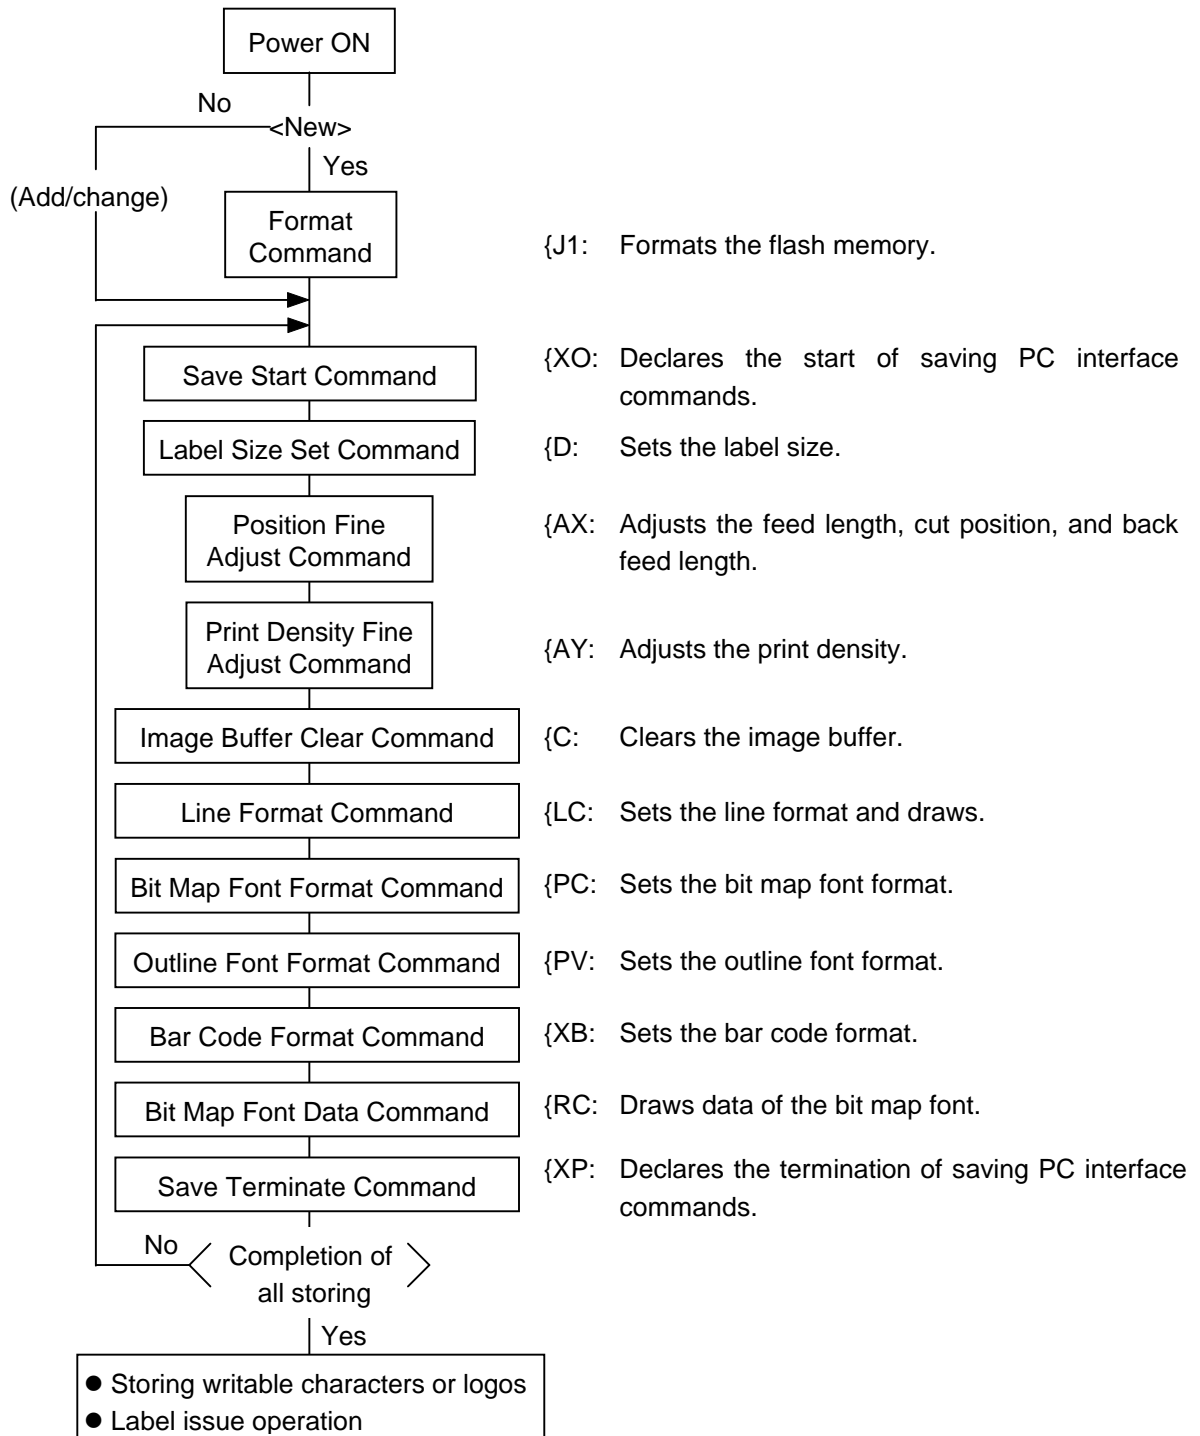 Power ON
No
<New>
Yes
(Add/change)
Format
Command
{J1: Formats the flash memory.
Save Start Command
{XO: Declares the start of saving PC interface
commands.
Label Size Set Command
{D: Sets the label size.
Position Fine
Adjust Command
{AX: Adjusts the feed length, cut position, and back
feed length.
Print Density Fine
Adjust Command
{AY: Adjusts the print density.
Image Buffer Clear Command
{C: Clears the image buffer.
Line Format Command
{LC: Sets the line format and draws.
Bit Map Font Format Command
{PC: Sets the bit map font format.
Outline Font Format Command
{PV: Sets the outline font format.
Bar Code Format Command
{XB: Sets the bar code format.
Bit Map Font Data Command
{RC: Draws data of the bit map font.
Save Terminate Command
{XP: Declares the termination of saving PC interface
commands.
No
Completion of
all storing
Yes
● Storing writable characters or logos
● Label issue operation